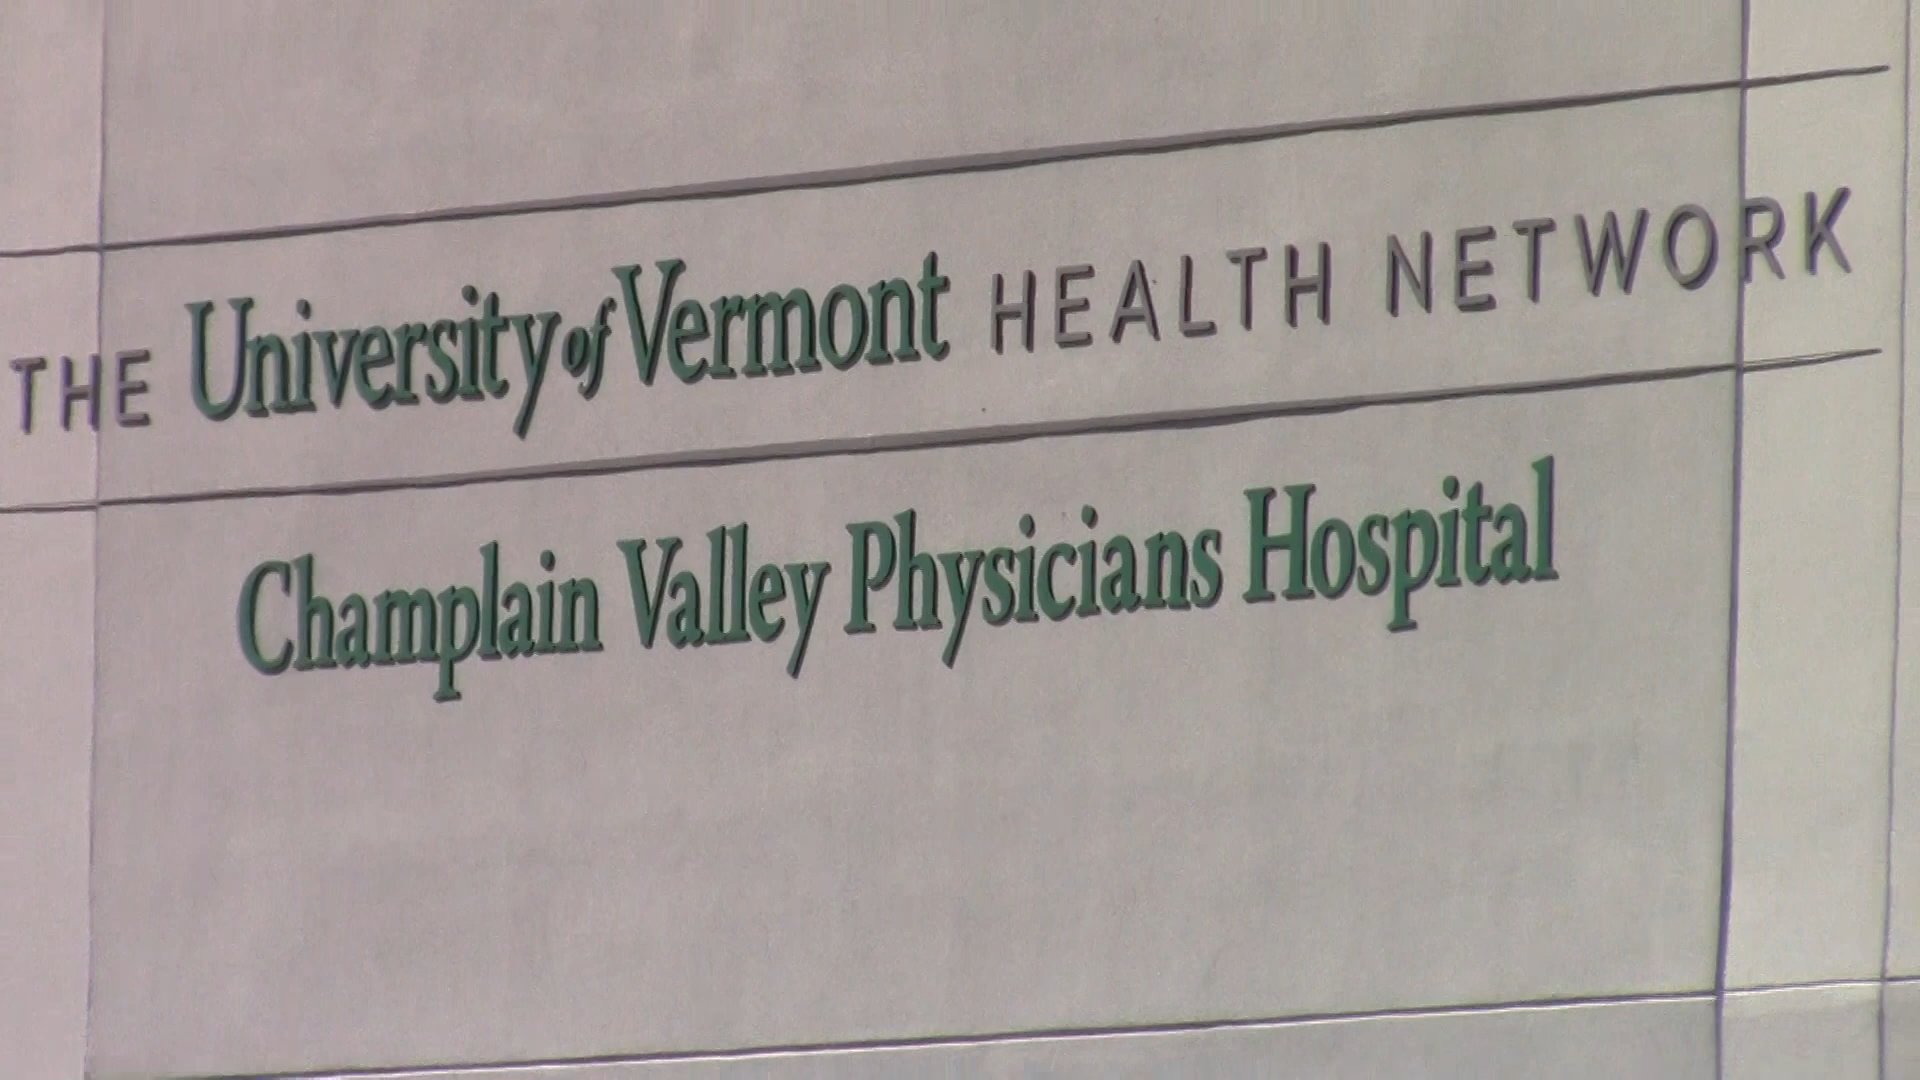 THE University of Vermont HEALTH NETWORK
Champlain Valley Physicians Hospital